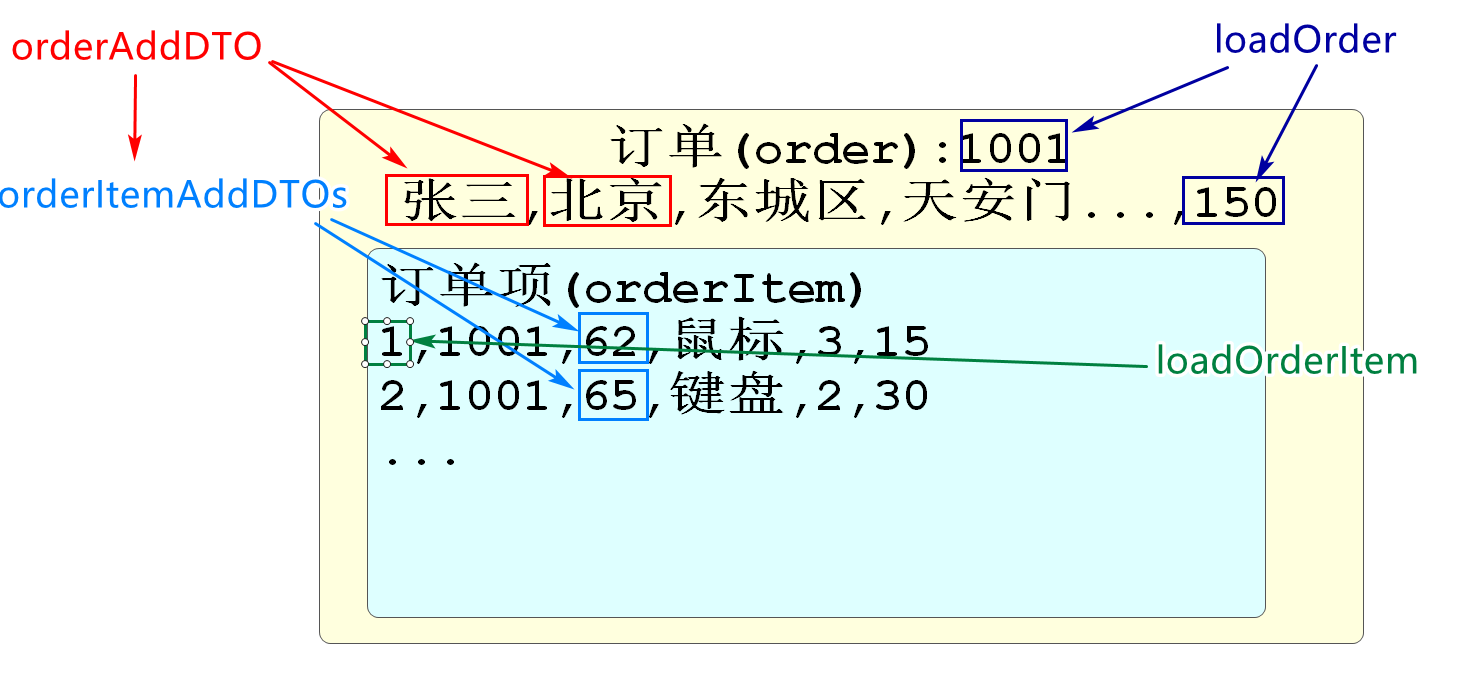 orderAddDTO
loadOrder
订单(order):1001
orderItemAddDTOs
张三,北京,东城区,天安门...,150
订单项(orderItem)
1,1001,62,鼠标,3,15
loadOrderItem
2,1001,65,键盘,2,30
...